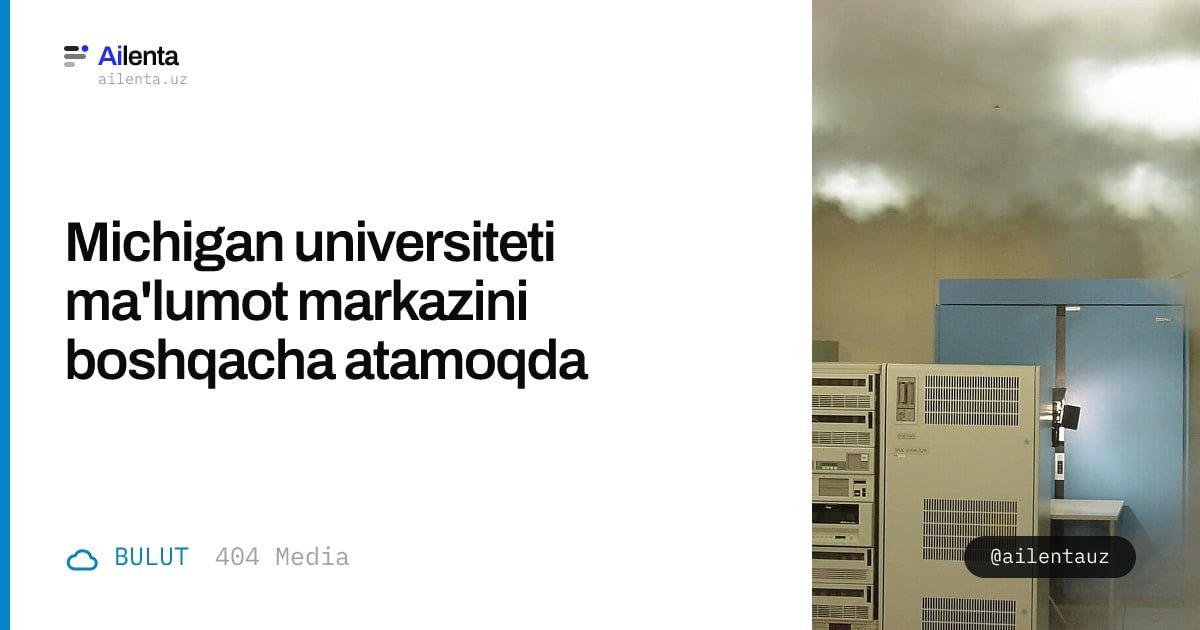 Ailenta
ailenta.uz
Michigan universiteti
ma'lumot markazini
boshqacha atamoqda
BULUT 404 Media
@ailentauz